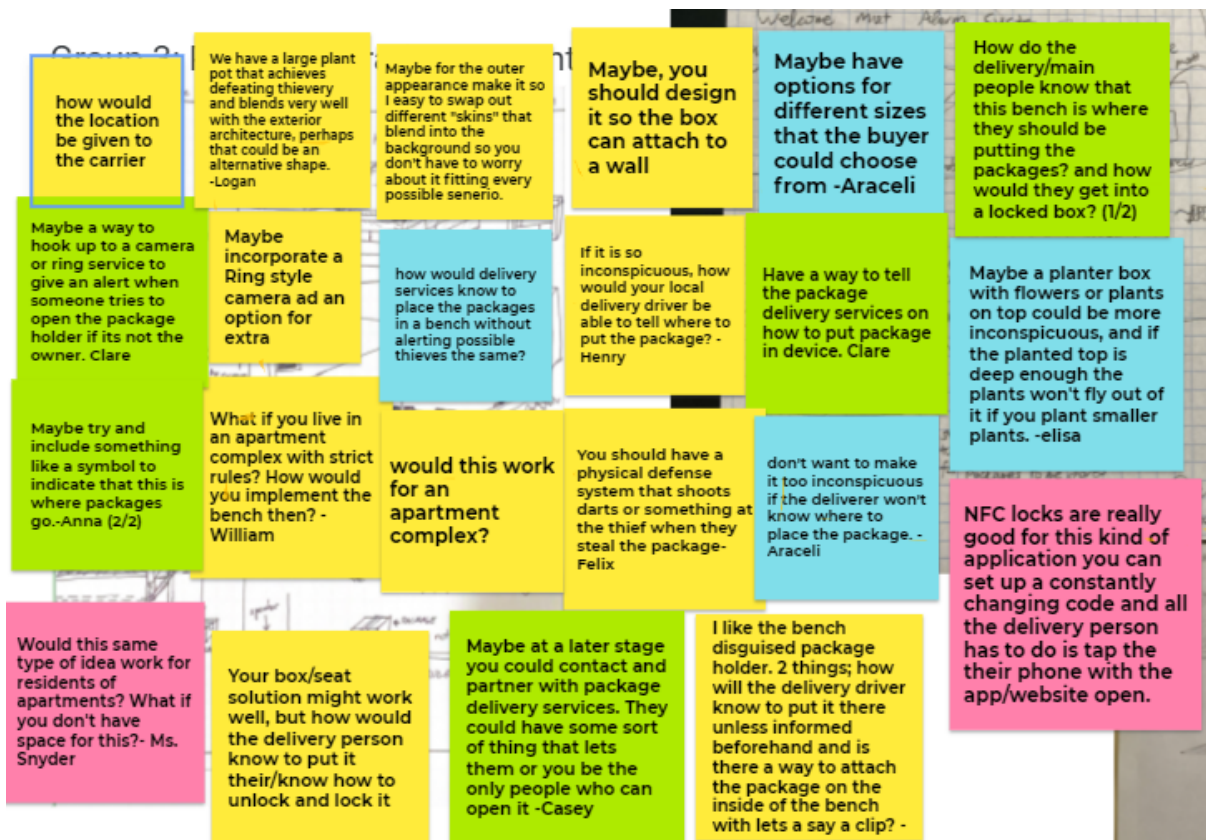 Welcome Mat Alarm
how would
the location
be given to
the carrier
We have a large plant
pot that achieves
defeating thievery
and blends very well
with the exterior
architecture, perhaps
that could be an
alternative shape.
-Logan
Maybe for the outer
appearance make it so
I easy to swap out
different "skins" that
blend into the
background so you
don't have to worry
about it fitting every
possible senerio.
Maybe, you
should design
it so the box
can attach to
a wall
Maybe have
options for
different sizes
that the buyer
could choose
from -Araceli
How do the
delivery/main
people know that
this bench is where
they should be
putting the
packages? and how
would they get into
a locked box? (1/2)
Maybe a way to
hook up to a camera
or ring service to
give an alert when
someone tries to
open the package
holder if its not the
owner. Clare
Maybe
incorporate a
Ring style
camera ad an
option for
extra
how would delivery
services know to
place the packages
in a bench without
alerting possible
thieves the same?
If it is so
inconspicuous, how
would your local
delivery driver be
able to tell where to
put the package? -
Henry
Have a way to tell
the package
delivery services on
how to put package
in device. Clare
Maybe a planter box
with flowers or plants
on top could be more
inconspicuous, and if
the planted top is
deep enough the
plants won't fly out of
it if you plant smaller
plants. -elisa
Maybe try and
include something
like a symbol to
indicate that this is
where packages
go.-Anna (2/2)
What if you live in
an apartment
complex with strict
rules? How would
you implement the
bench then? -
William
would this work
for an
apartment
complex?
You should have a
physical defense
system that shoots
darts or something at
the thief when they
steal the package-
Felix
don't want to make
it too inconspicuous
if the deliverer won't
know where to
place the package. -
Araceli
NFC locks are really
good for this kind of
application you can
set up a constantly
changing code and all
the delivery person
has to do is tap the
their phone with the
app/website open.
Would this same
type of idea work for
residents of
apartments? What if
you don't have
space for this?- Ms.
Snyder
Your box/seat
solution might work
well, but how would
the delivery person
know to put it
their/know how to
unlock and lock it
Maybe at a later stage
you could contact and
partner with package
delivery services. They
could have some sort
of thing that lets
them or you be the
only people who can
open it -Casey
I like the bench
disguised package
holder. 2 things; how
will the delivery driver
know to put it there
unless informed
beforehand and is
there a way to attach
the package on the
inside of the bench
with lets a say a clip? -